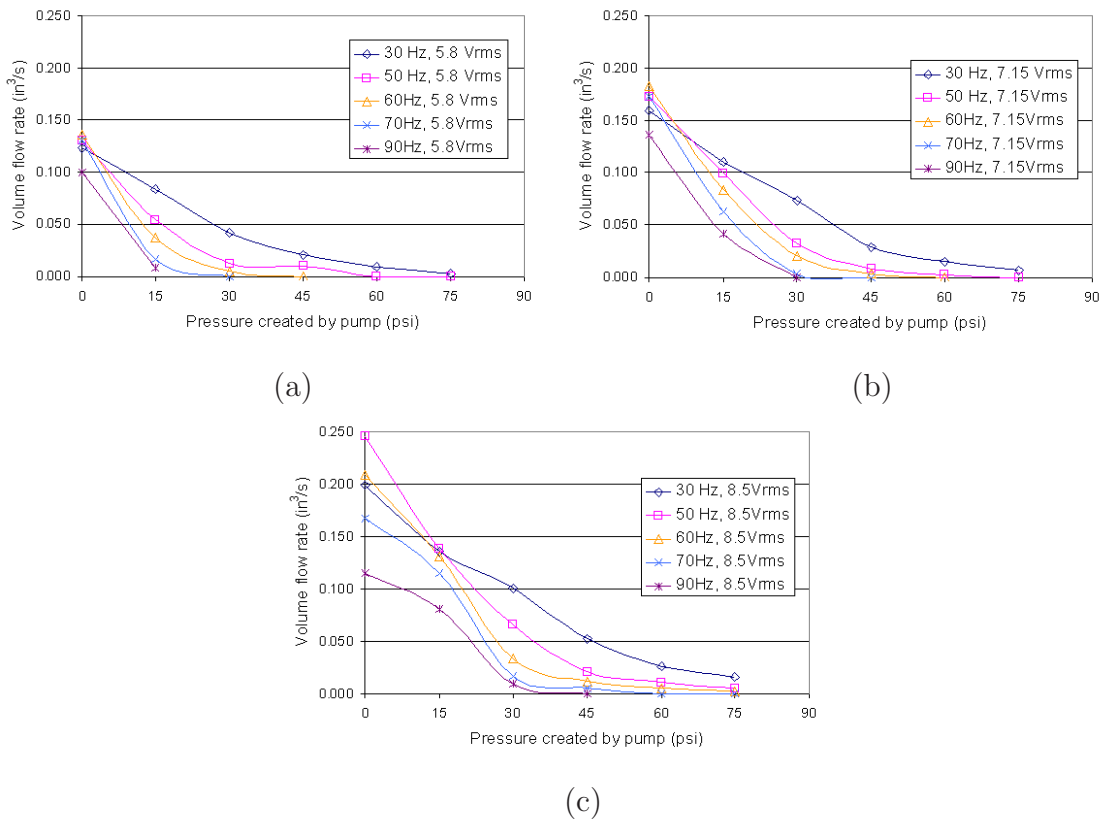 0.250
0.200
0.150
0.100
0.050
0.000
Volume flow rate (in³/s)
30 Hz, 5.8 Vrms
50 Hz, 5.8 Vrms
60Hz, 5.8 Vrms
70Hz, 5.8Vrms
90Hz, 5.8Vrms
0 15 30 45 60 75 90
Pressure created by pump (psi)
(a)
0.250
0.200
0.150
0.100
0.050
0.000
Volume flow rate (in³/s)
30 Hz, 7.15 Vrms
50 Hz, 7.15Vrms
60Hz, 7.15Vrms
70Hz, 7.15Vrms
90Hz, 7.15Vrms
0 15 30 45 60 75 90
Pressure created by pump (psi)
(b)
0.250
0.200
0.150
0.100
0.050
0.000
Volume flow rate (in³/s)
30 Hz, 8.5Vrms
50 Hz, 8.5Vrms
60Hz, 8.5Vrms
70Hz, 8.5Vrms
90Hz, 8.5Vrms
0 15 30 45 60 75 90
Pressure created by pump (psi)
(c)